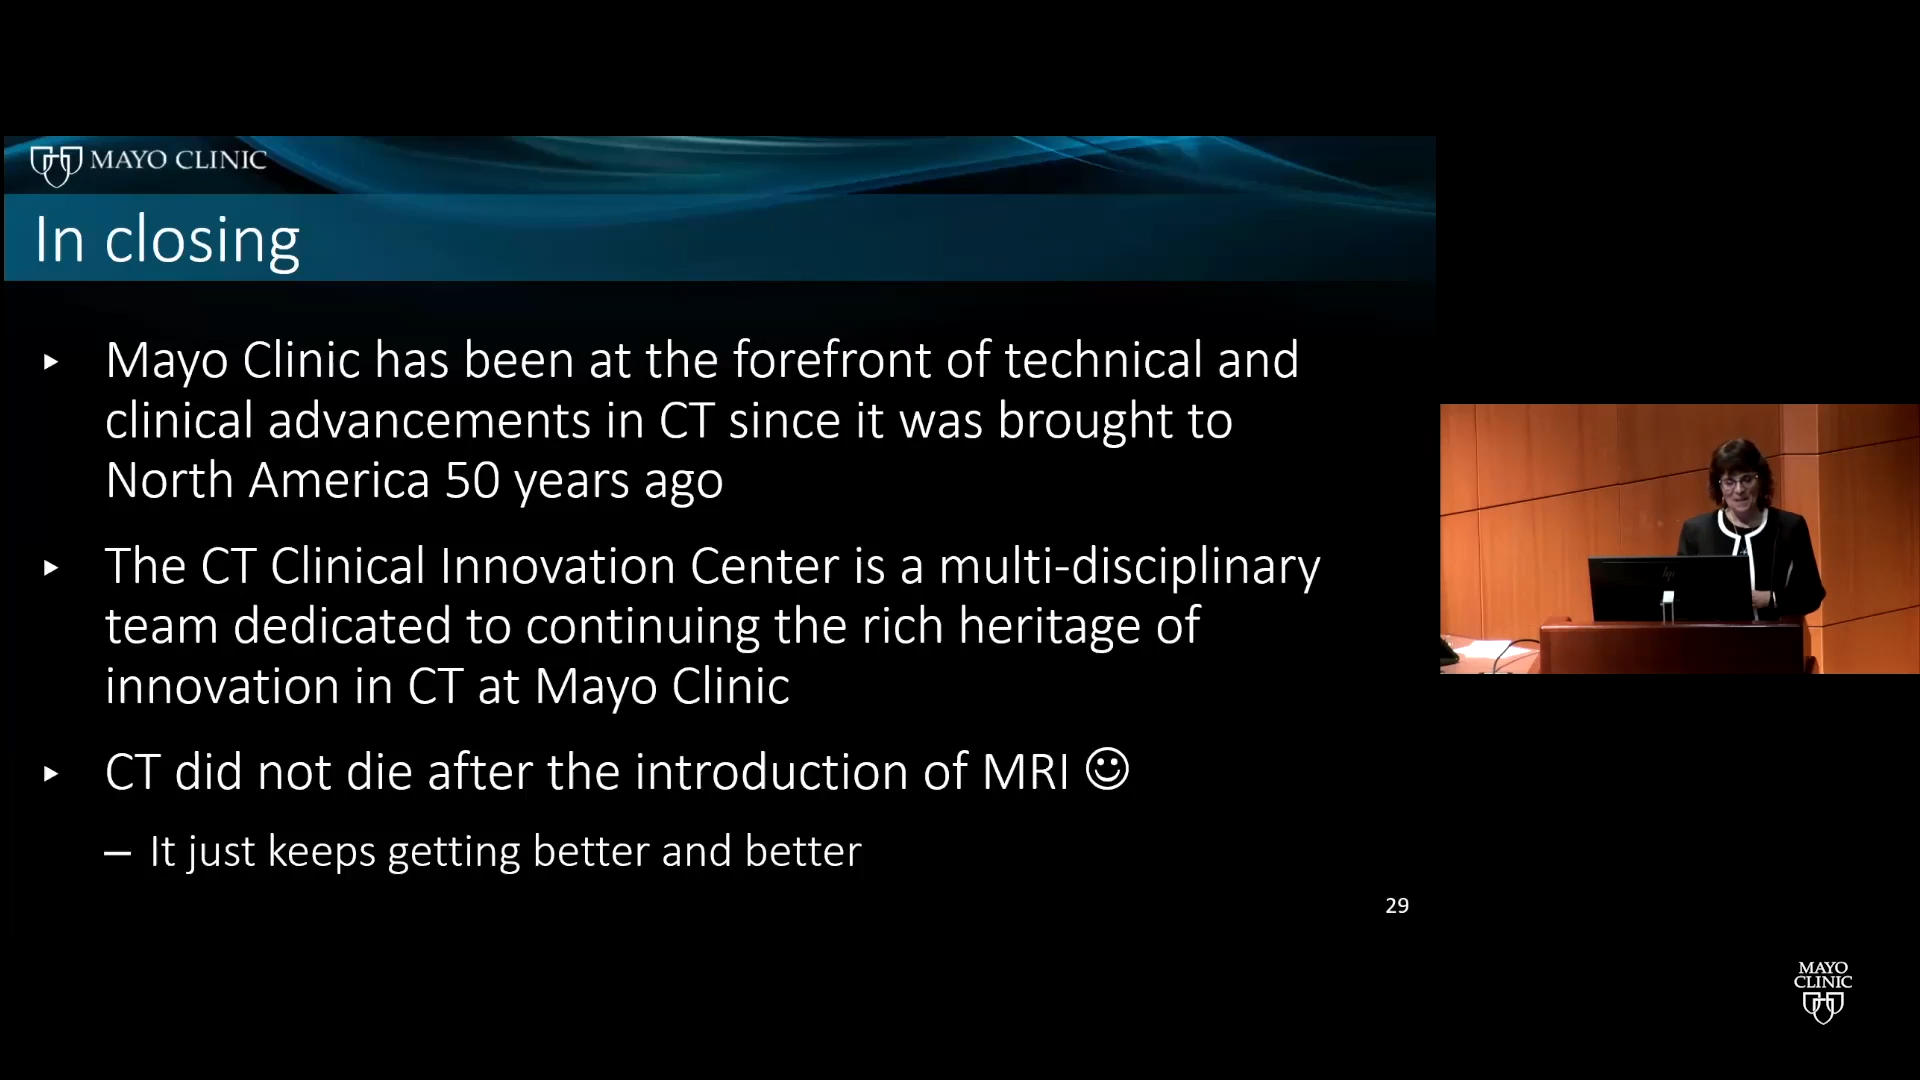 MAYO CLINIC
In closing
▸ Mayo Clinic has been at the forefront of technical and
clinical advancements in CT since it was brought to
North America 50 years ago
▸ The CT Clinical Innovation Center is a multi-disciplinary
team dedicated to continuing the rich heritage of
innovation in CT at Mayo Clinic
▸ CT did not die after the introduction of MRI ☺
– It just keeps getting better and better
29
hp
MAYO
CLINIC